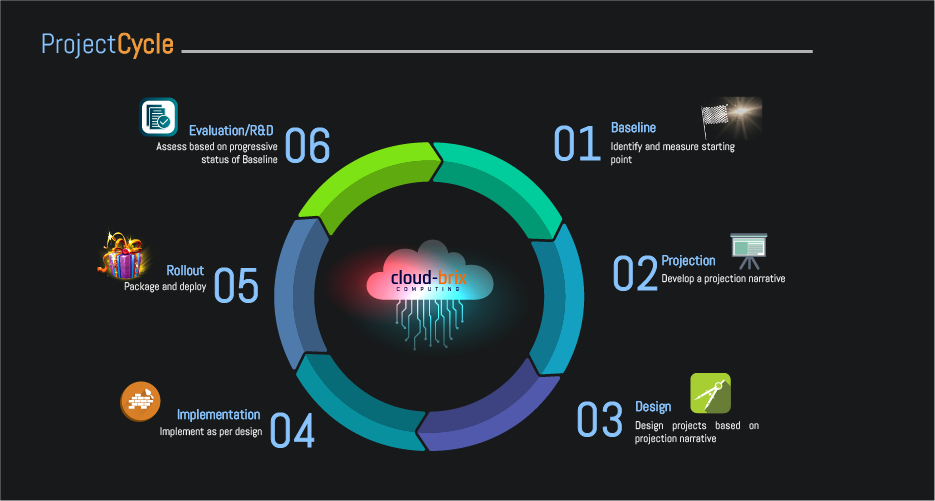 ProjectCycle
01
Baseline
Identify and measure starting
point
02
Projection
Develop a projection narrative
03
Design
Design projects based on
projection narrative
04
Implementation
Implement as per design
05
Rollout
Package and deploy
06
Evaluation/R&D
Assess based on progressive
status of Baseline
cloud-brix
COMPUTING